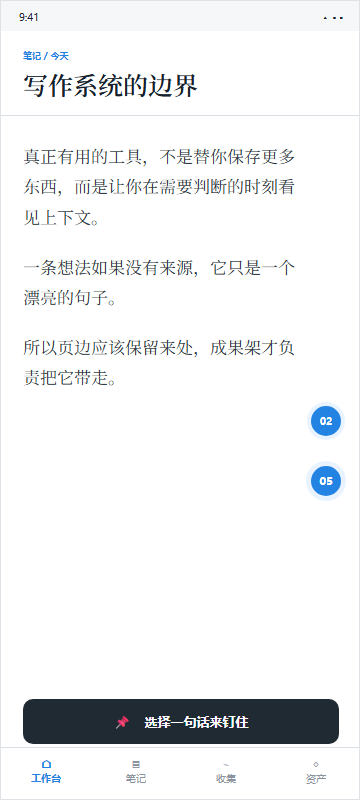 9:41
笔记 / 今天
写作系统的边界
真正有用的工具，不是替你保存更多
东西，而是让你在需要判断的时刻看
见上下文。
一条想法如果没有来源，它只是一个
漂亮的句子。
所以页边应该保留来处，成果架才负
责把它带走。
02
05
选择一句话来钉住
工作台
笔记
收集
资产